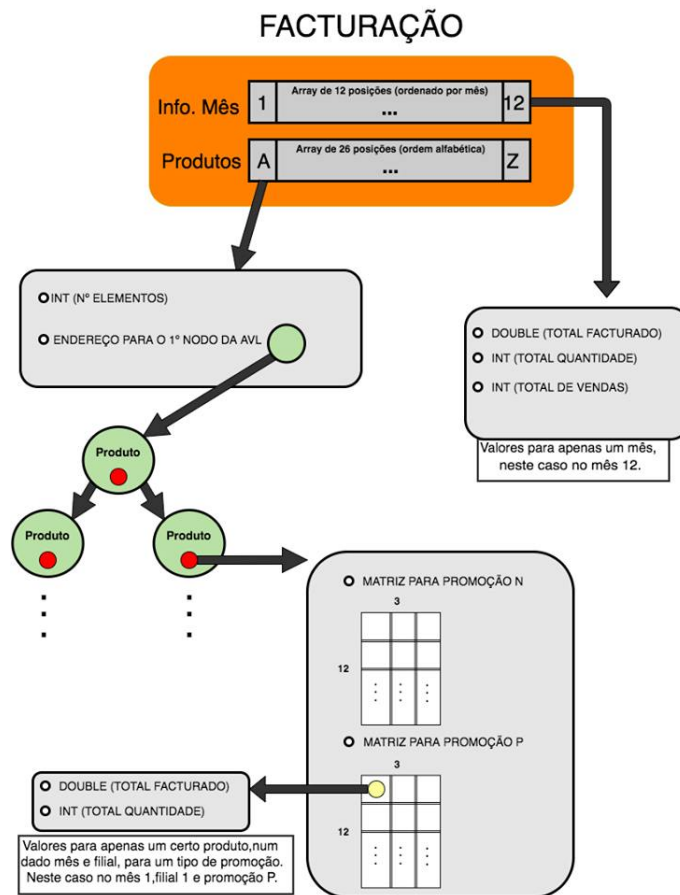 FACTURAÇÃO
Info. Mês
1
Array de 12 posições (ordenado por mês)
...
12
Produtos
A
Array de 26 posições (ordem alfabética)
...
Z
INT (Nº ELEMENTOS)
ENDEREÇO PARA O 1º NODO DA AVL
DOUBLE (TOTAL FACTURADO)
INT (TOTAL QUANTIDADE)
INT (TOTAL DE VENDAS)
Valores para apenas um mês,
neste caso no mês 12.
Produto
Produto
Produto
MATRIZ PARA PROMOÇÃO N
3
12
MATRIZ PARA PROMOÇÃO P
3
12
DOUBLE (TOTAL FACTURADO)
INT (TOTAL QUANTIDADE)
Valores para apenas um certo produto,num
dado mês e filial, para um tipo de promoção.
Neste caso no mês 1,filial 1 e promoção P.